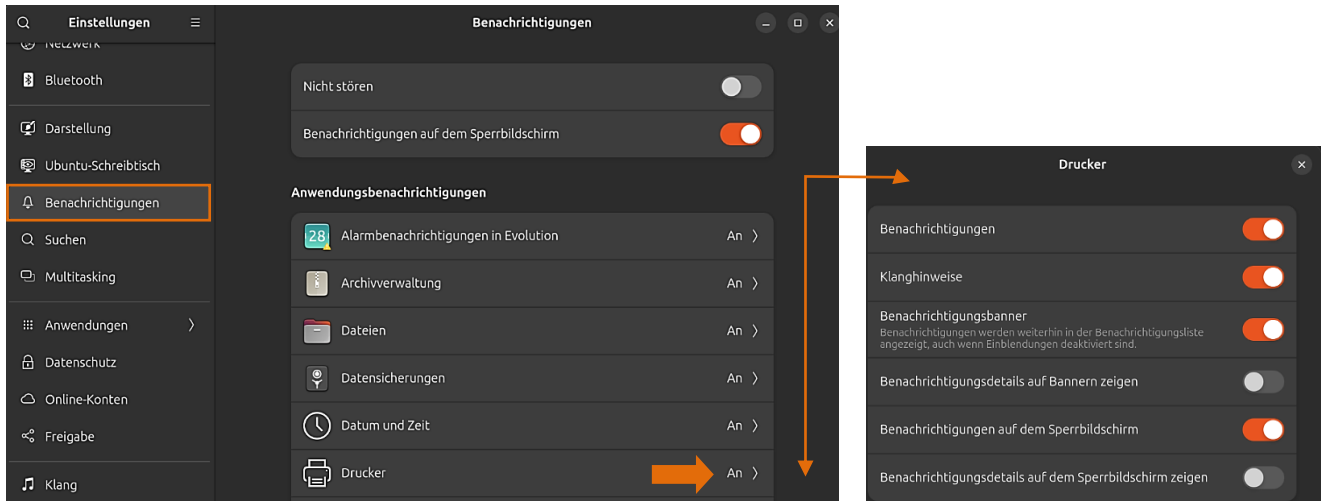 Einstellungen
Netzwerk
Bluetooth
Darstellung
Ubuntu-Schreibtisch
Benachrichtigungen
Suchen
Multitasking
Anwendungen
Datenschutz
Online-Konten
Freigabe
Klang
Benachrichtigungen
Nicht stören
Benachrichtigungen auf dem Sperrbildschirm
Anwendungsbenachrichtigungen
28 Alarmbenachrichtigungen in Evolution An
Archivverwaltung An
Dateien An
Datensicherungen An
Datum und Zeit An
Drucker An
Drucker
Benachrichtigungen
Klanghinweise
Benachrichtigungsbanner
Benachrichtigungen werden weiterhin in der Benachrichtigungsliste
angezeigt, auch wenn Einblendungen deaktiviert sind.
Benachrichtigungsdetails auf Bannern zeigen
Benachrichtigungen auf dem Sperrbildschirm
Benachrichtigungsdetails auf dem Sperrbildschirm zeigen